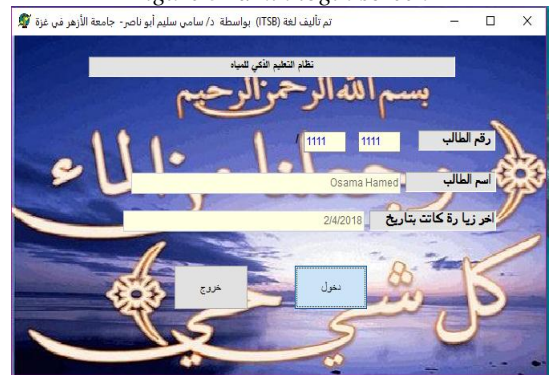 تم تأليف لغة (ITSB) بواسطة د/ سامي سليم أبو ناصر- جامعة الأزهر في غزة
نظام التعليم الذكي للمياه
بسم الله الرحمن الرحيم
رقم الطالب 1111 1111 /
وجعلنا من الماء
اسم الطالب Osama Hamed
اخر زيا رة كانت بتاريخ 2/4/2018
كل شيء حي
دخول خروج